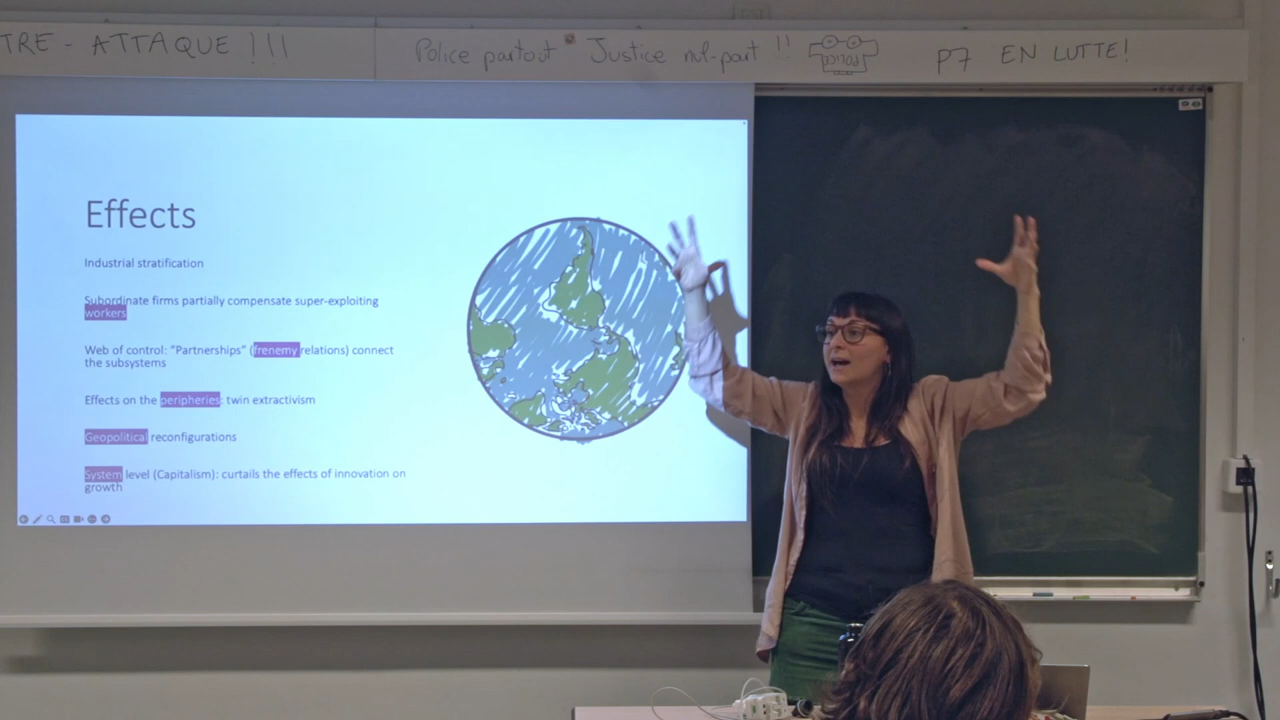 TRE - ATTAQUE !!!
Police partout Justice nul-part !!
POLICE
P7 EN LUTTE!
Effects
Industrial stratification
Subordinate firms partially compensate super-exploiting
workers
Web of control: "Partnerships" (frenemy relations) connect
the subsystems
Effects on the peripheries: twin extractivism
Geopolitical reconfigurations
System level (Capitalism): curtails the effects of innovation on
growth